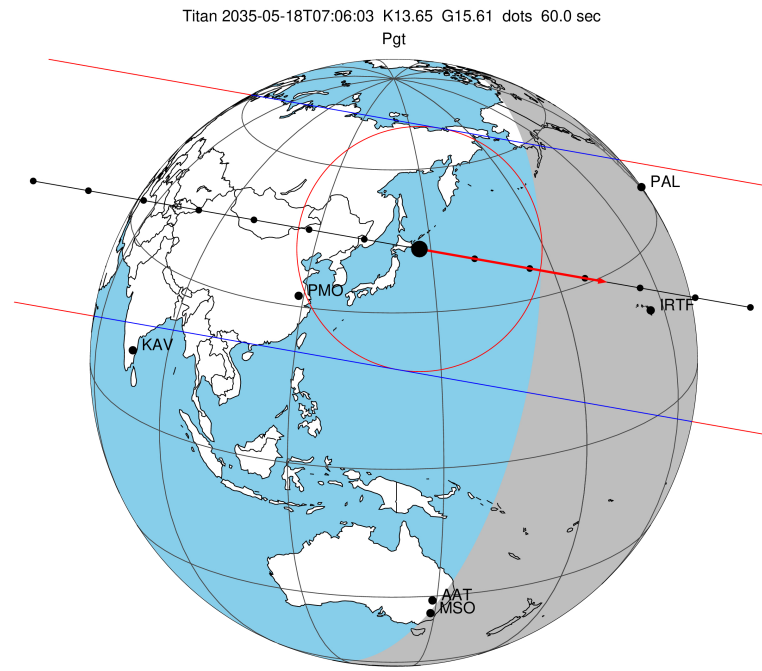 Titan 2035-05-18T07:06:03  K13.65  G15.61  dots  60.0 sec
Pgt
PAL
PMO
IRTF
KAV
AAT
MSO